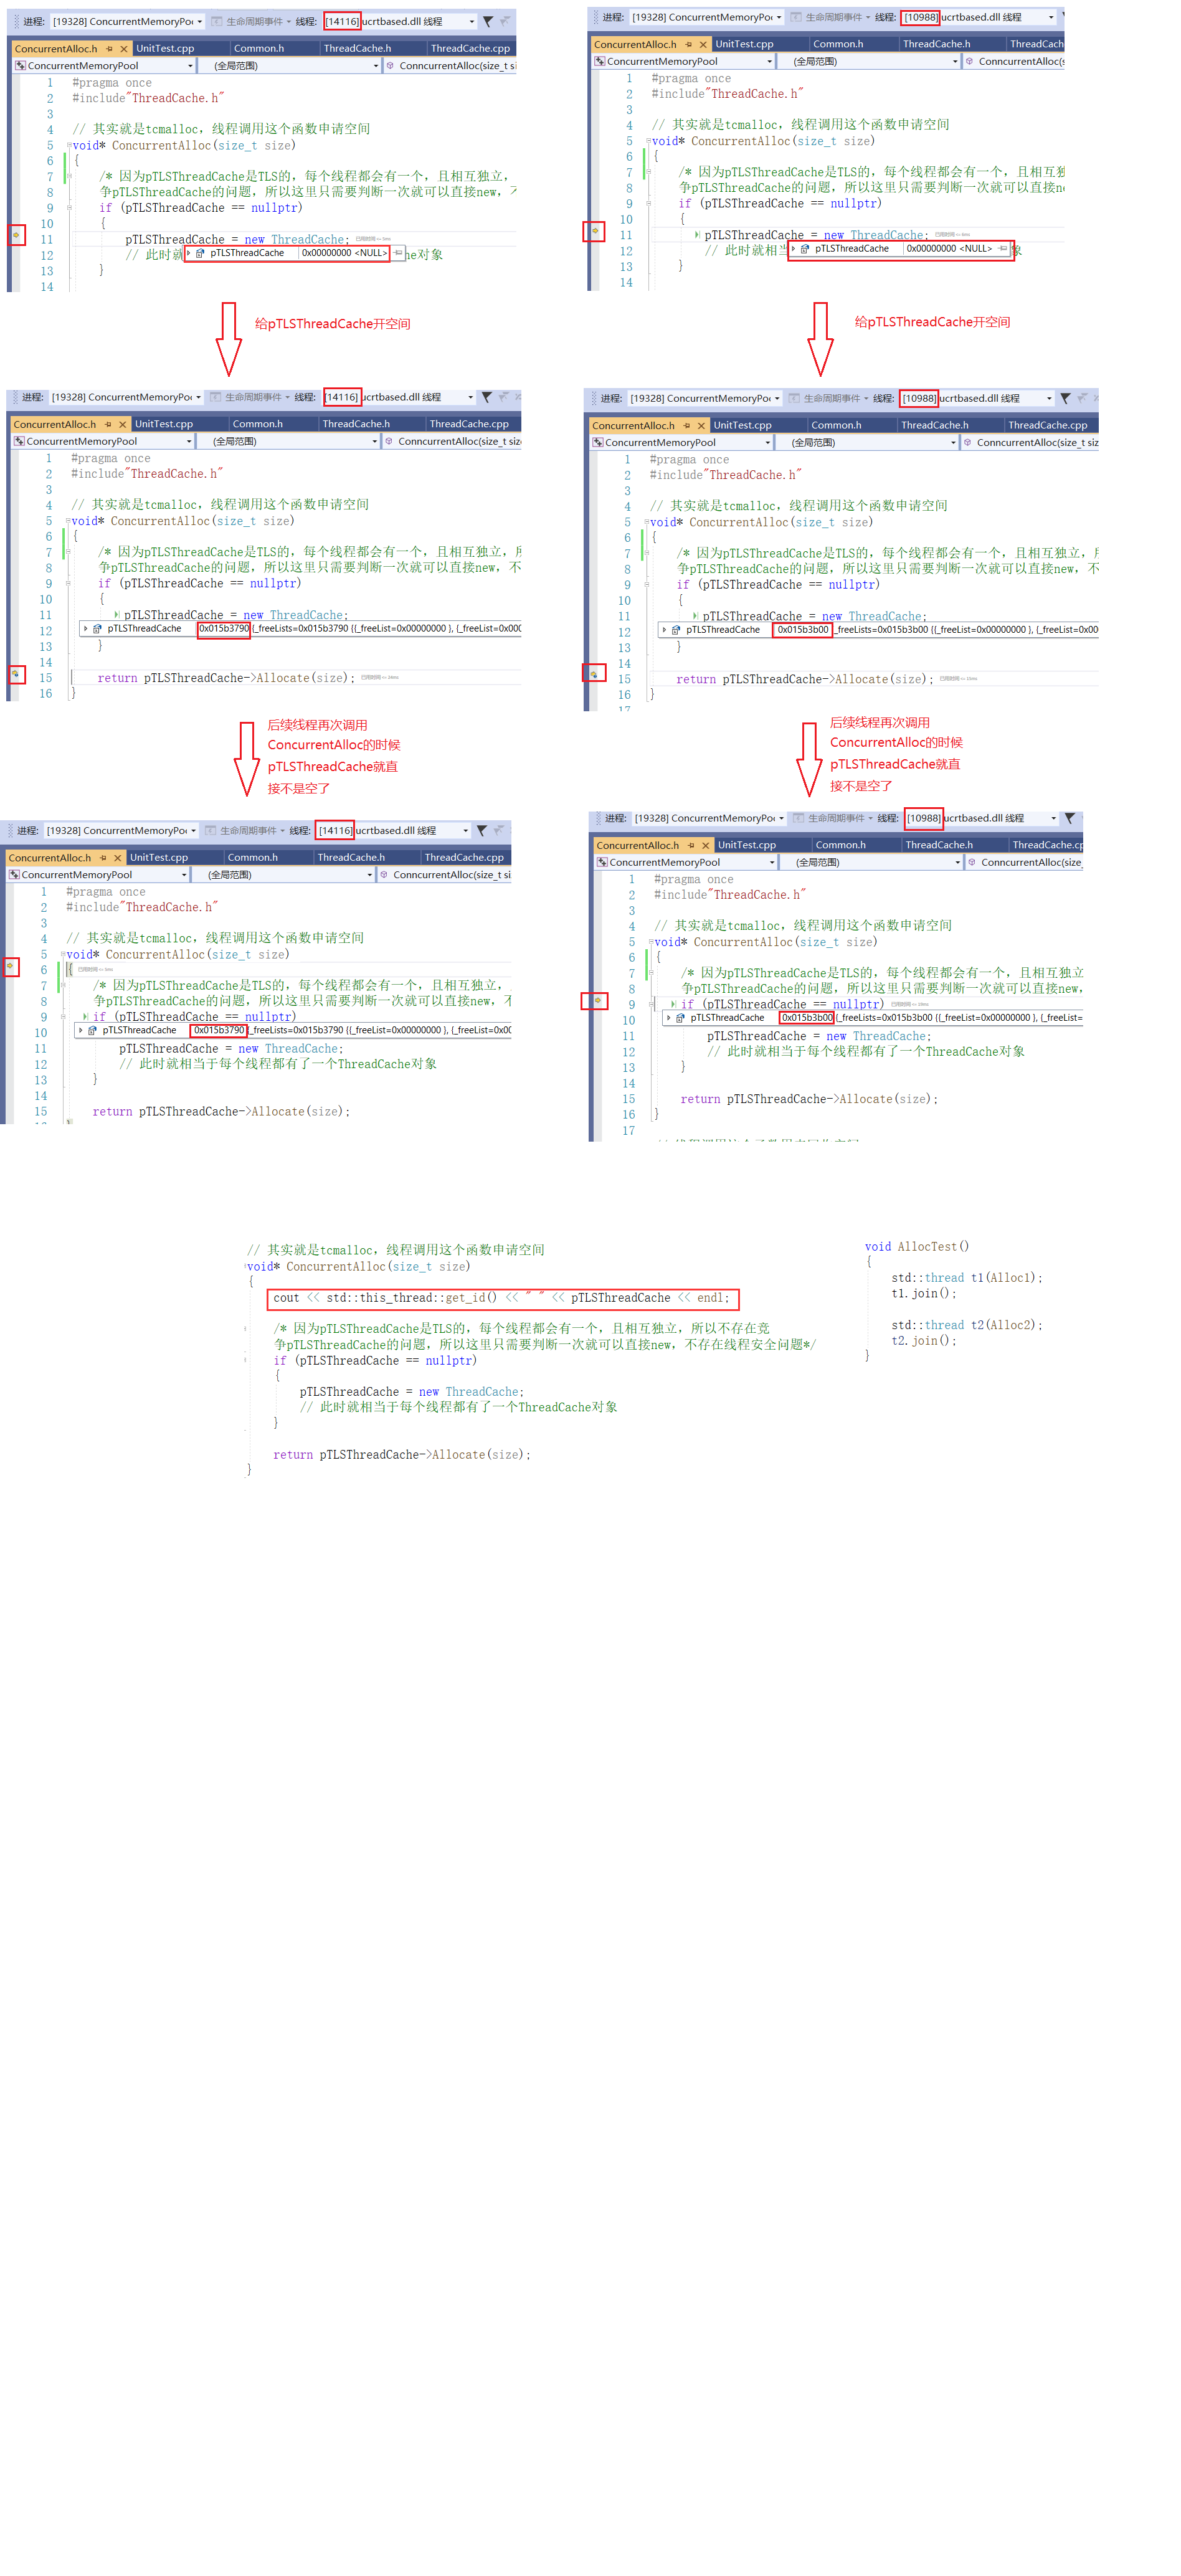 进程: [19328] ConcurrentMemoryPo 生命周期事件 线程: [14116] ucrtbased.dll 线程
ConcurrentAlloc.h UnitTest.cpp Common.h ThreadCache.h ThreadCache.cpp
ConcurrentMemoryPool (全局范围) ConncurrentAlloc(size_t si
1 #pragma once
2 #include"ThreadCache.h"
3
4 // 其实就是tcmalloc，线程调用这个函数申请空间
5 void* ConcurrentAlloc(size_t size)
6 {
7 /* 因为pTLSThreadCache是TLS的，每个线程都会有一个，且相互独立，
8 争pTLSThreadCache的问题，所以这里只需要判断一次就可以直接new，不
9 if (pTLSThreadCache == nullptr)
10 {
11 pTLSThreadCache = new ThreadCache;
pTLSThreadCache 0x00000000 <NULL>
12 // 此时就 he对象
13 }
14
进程: [19328] ConcurrentMemoryPo 生命周期事件 线程: [10988] ucrtbased.dll 线程
ConcurrentAlloc.h UnitTest.cpp Common.h ThreadCache.h ThreadCach
ConcurrentMemoryPool (全局范围) ConncurrentAlloc(s
1 #pragma once
2 #include"ThreadCache.h"
3
4 // 其实就是tcmalloc，线程调用这个函数申请空间
5 void* ConcurrentAlloc(size_t size)
6 {
7 /* 因为pTLSThreadCache是TLS的，每个线程都会有一个，且相互独
8 争pTLSThreadCache的问题，所以这里只需要判断一次就可以直接ne
9 if (pTLSThreadCache == nullptr)
10 {
11 pTLSThreadCache = new ThreadCache;
pTLSThreadCache 0x00000000 <NULL>
12 // 此时就相当 象
13 }
14
给pTLSThreadCache开空间
给pTLSThreadCache开空间
进程: [19328] ConcurrentMemoryPo 生命周期事件 线程: [14116] ucrtbased.dll 线程
ConcurrentAlloc.h UnitTest.cpp Common.h ThreadCache.h ThreadCache.cpp
ConcurrentMemoryPool (全局范围) ConncurrentAlloc(size_t size
1 #pragma once
2 #include"ThreadCache.h"
3
4 // 其实就是tcmalloc，线程调用这个函数申请空间
5 void* ConcurrentAlloc(size_t size)
6 {
7 /* 因为pTLSThreadCache是TLS的，每个线程都会有一个，且相互独立，所
8 争pTLSThreadCache的问题，所以这里只需要判断一次就可以直接new，不
9 if (pTLSThreadCache == nullptr)
10 {
11 pTLSThreadCache = new ThreadCache;
12 pTLSThreadCache 0x015b3790 {_freeLists=0x015b3790 {{_freeList=0x00000000 }, {_freeList=0x000
13 }
14
15 return pTLSThreadCache->Allocate(size);
16 }
进程: [19328] ConcurrentMemoryPo 生命周期事件 线程: [10988] ucrtbased.dll 线程
ConcurrentAlloc.h UnitTest.cpp Common.h ThreadCache.h ThreadCache.cpp
ConcurrentMemoryPool (全局范围) ConncurrentAlloc(size_t size
1 #pragma once
2 #include"ThreadCache.h"
3
4 // 其实就是tcmalloc，线程调用这个函数申请空间
5 void* ConcurrentAlloc(size_t size)
6 {
7 /* 因为pTLSThreadCache是TLS的，每个线程都会有一个，且相互独立，所
8 争pTLSThreadCache的问题，所以这里只需要判断一次就可以直接new，不
9 if (pTLSThreadCache == nullptr)
10 {
11 pTLSThreadCache = new ThreadCache;
12 pTLSThreadCache 0x015b3b00 _freeLists=0x015b3b00 {{_freeList=0x00000000 }, {_freeList=0x000
13 }
14
15 return pTLSThreadCache->Allocate(size);
16 }
17
后续线程再次调用
ConcurrentAlloc的时候
pTLSThreadCache就直
接不是空了
后续线程再次调用
ConcurrentAlloc的时候
pTLSThreadCache就直
接不是空了
进程: [19328] ConcurrentMemoryPo 生命周期事件 线程: [14116] ucrtbased.dll 线程
ConcurrentAlloc.h UnitTest.cpp Common.h ThreadCache.h ThreadCache.cpp
ConcurrentMemoryPool (全局范围) ConncurrentAlloc(size_t si
1 #pragma once
2 #include"ThreadCache.h"
3
4 // 其实就是tcmalloc，线程调用这个函数申请空间
5 void* ConcurrentAlloc(size_t size)
6 {
7 /* 因为pTLSThreadCache是TLS的，每个线程都会有一个，且相互独立，
8 争pTLSThreadCache的问题，所以这里只需要判断一次就可以直接new，不
9 if (pTLSThreadCache == nullptr)
10 pTLSThreadCache 0x015b3790 {_freeLists=0x015b3790 {{_freeList=0x00000000 }, {_freeList=0x00
11 pTLSThreadCache = new ThreadCache;
12 // 此时就相当于每个线程都有了一个ThreadCache对象
13 }
14
15 return pTLSThreadCache->Allocate(size);
进程: [19328] ConcurrentMemoryPo 生命周期事件 线程: [10988] ucrtbased.dll 线程
ConcurrentAlloc.h UnitTest.cpp Common.h ThreadCache.h ThreadCache.cp
ConcurrentMemoryPool (全局范围) ConncurrentAlloc(size_
1 #pragma once
2 #include"ThreadCache.h"
3
4 // 其实就是tcmalloc，线程调用这个函数申请空间
5 void* ConcurrentAlloc(size_t size)
6 {
7 /* 因为pTLSThreadCache是TLS的，每个线程都会有一个，且相互独立
8 争pTLSThreadCache的问题，所以这里只需要判断一次就可以直接new，
9 if (pTLSThreadCache == nullptr)
10 pTLSThreadCache 0x015b3b00 {_freeLists=0x015b3b00 {{_freeList=0x00000000 }, {_freeList=0x00
11 pTLSThreadCache = new ThreadCache;
12 // 此时就相当于每个线程都有了一个ThreadCache对象
13 }
14
15 return pTLSThreadCache->Allocate(size);
16 }
17
// 其实就是tcmalloc，线程调用这个函数申请空间
void* ConcurrentAlloc(size_t size)
{
cout << std::this_thread::get_id() << " " << pTLSThreadCache << endl;
/* 因为pTLSThreadCache是TLS的，每个线程都会有一个，且相互独立，所以不存在竞
争pTLSThreadCache的问题，所以这里只需要判断一次就可以直接new，不存在线程安全问题*/
if (pTLSThreadCache == nullptr)
{
pTLSThreadCache = new ThreadCache;
// 此时就相当于每个线程都有了一个ThreadCache对象
}
return pTLSThreadCache->Allocate(size);
}
void AllocTest()
{
std::thread t1(Alloc1);
t1.join();
std::thread t2(Alloc2);
t2.join();
}